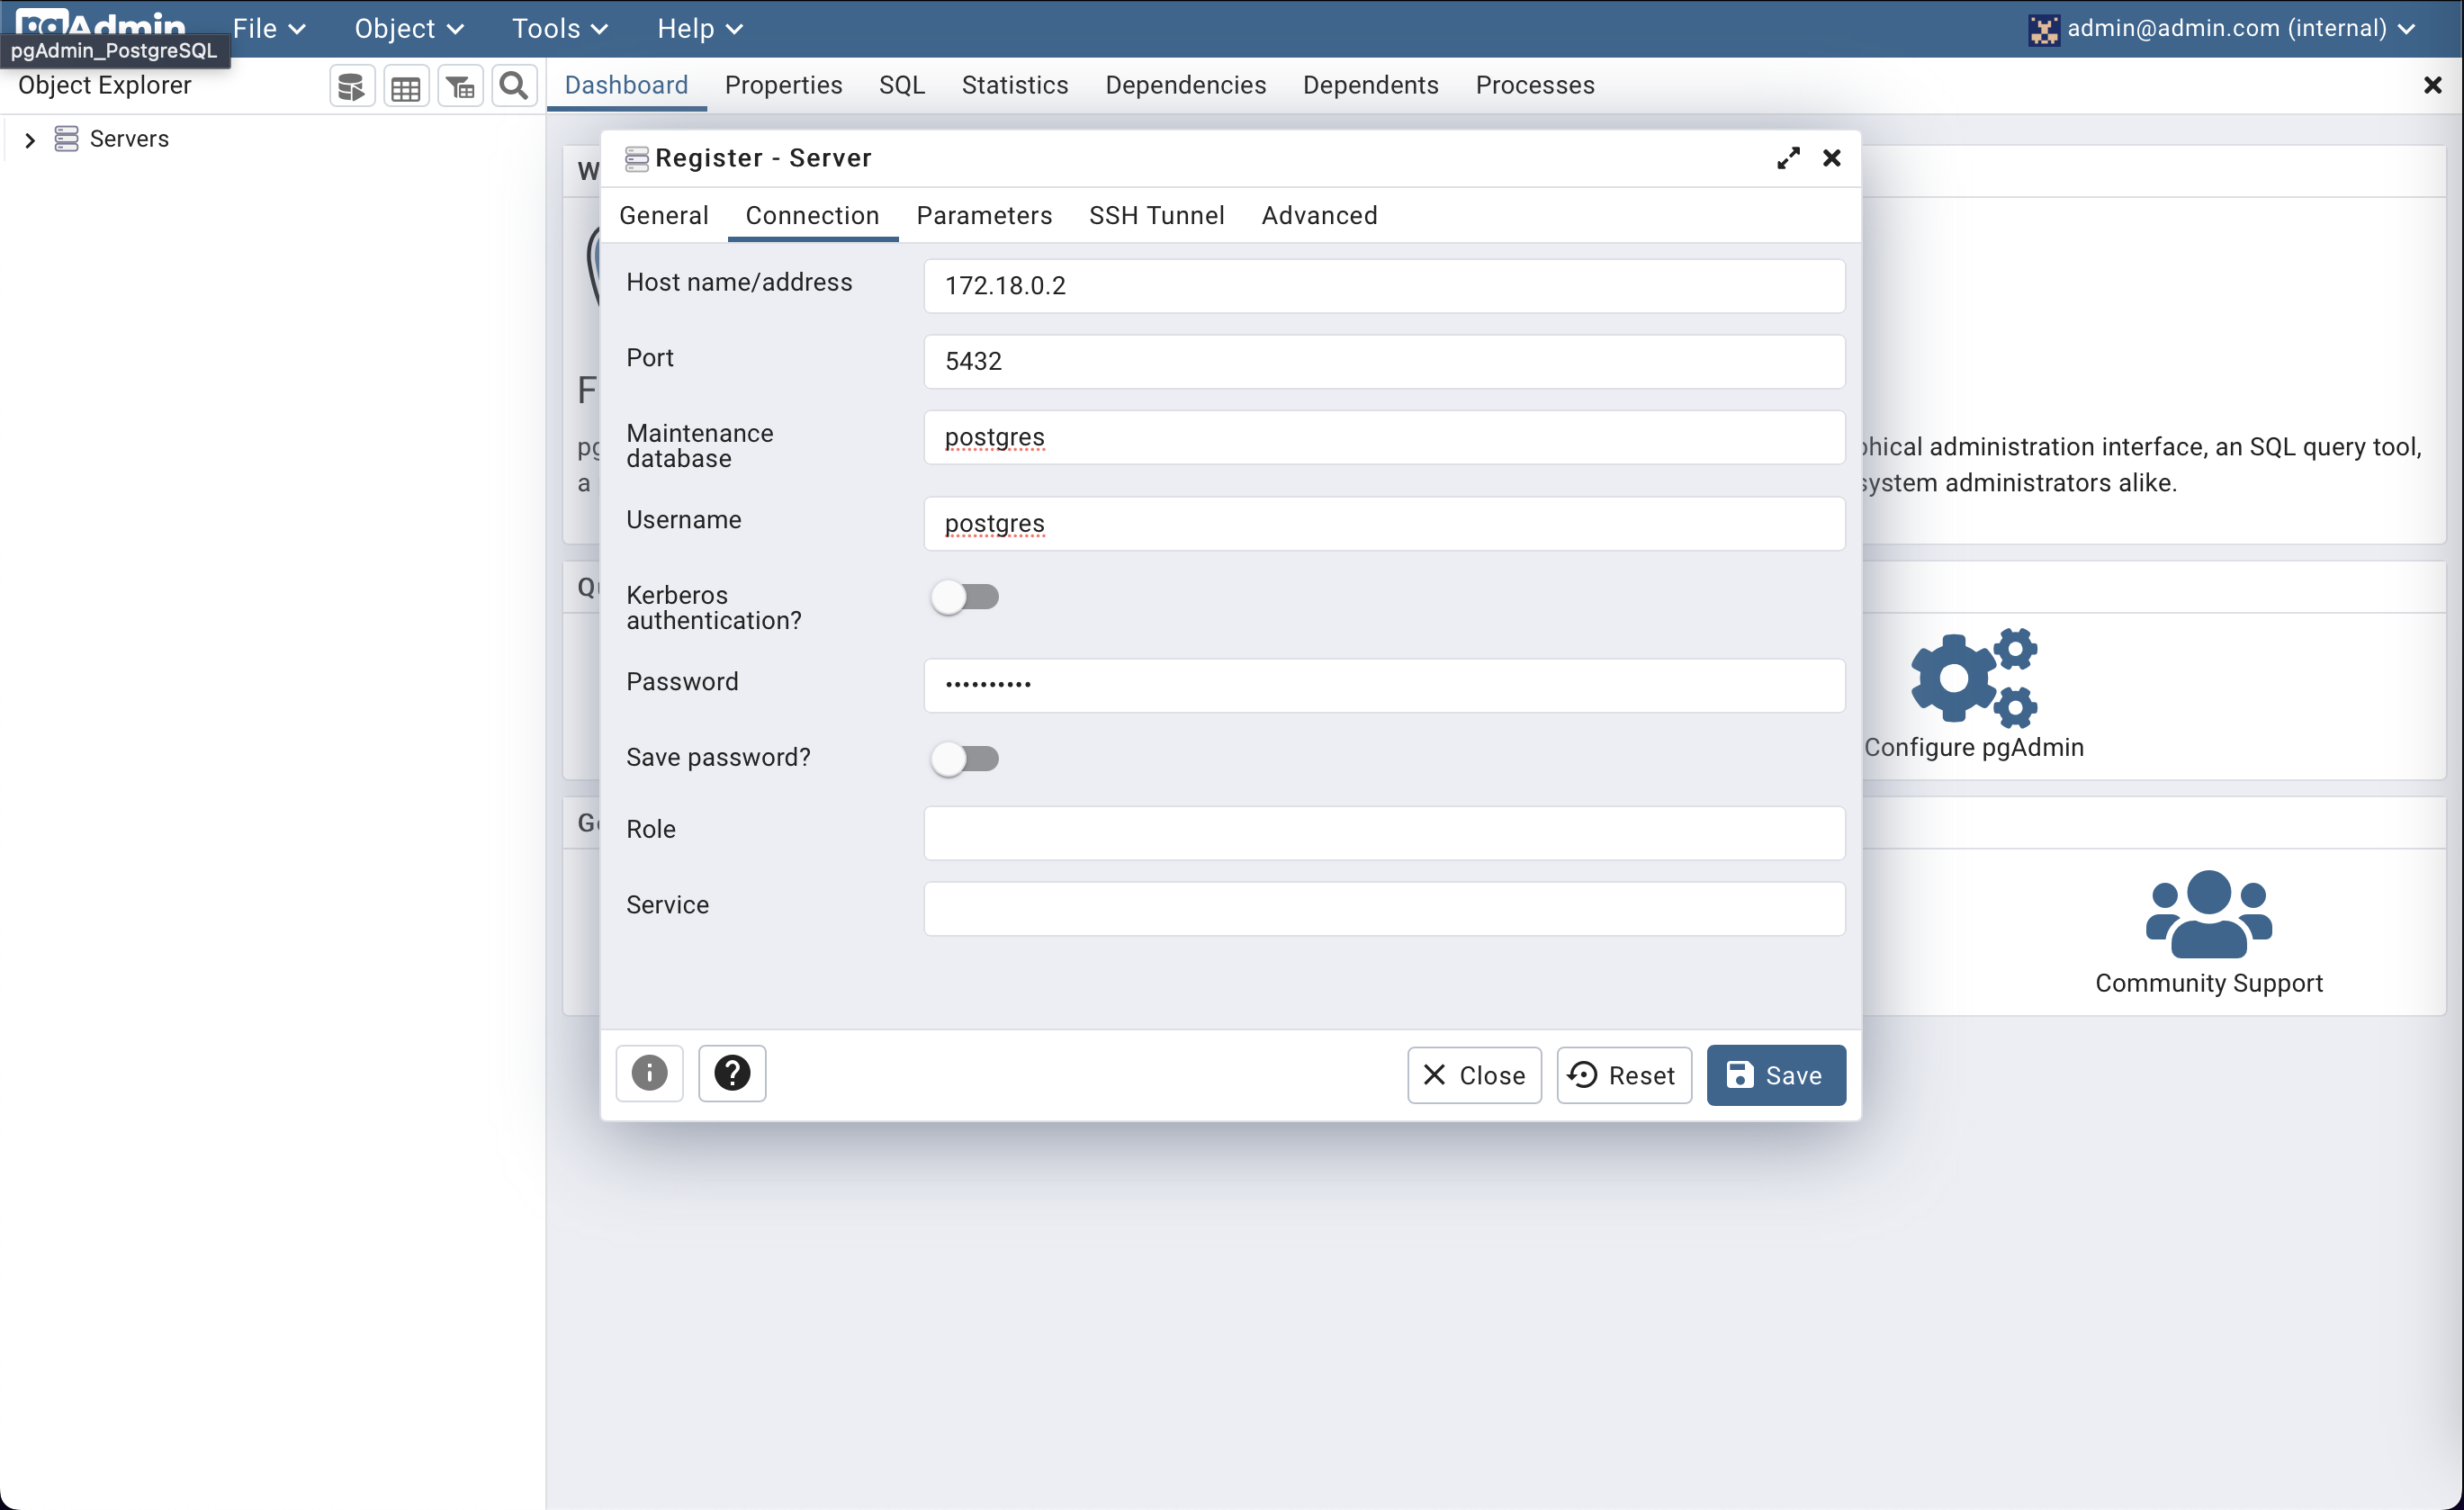 pgAdmin
File
Object
Tools
Help
admin@admin.com (internal)
pgAdmin_PostgreSQL
Object Explorer
Dashboard
Properties
SQL
Statistics
Dependencies
Dependents
Processes
Servers
Register - Server
General
Connection
Parameters
SSH Tunnel
Advanced
Host name/address
172.18.0.2
Port
5432
Maintenance
database
postgres
Username
postgres
Kerberos
authentication?
Password
••••••••••
Save password?
Role
Service
administration interface, an SQL query tool,
system administrators alike.
Configure pgAdmin
Community Support
Close
Reset
Save